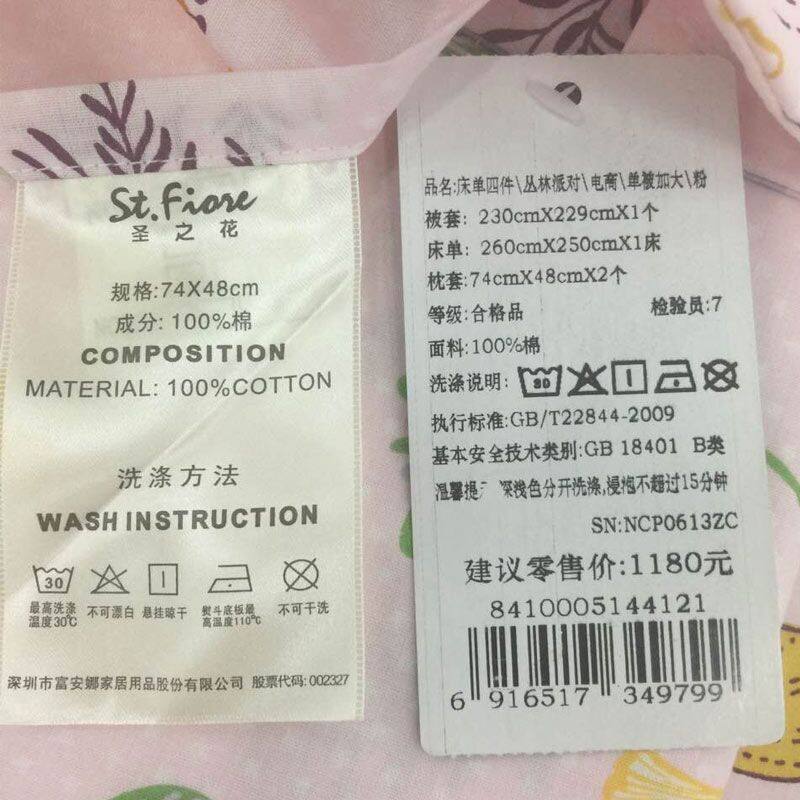 St.Fiore
圣之花
规格:74X48cm
成分:100%棉
COMPOSITION
MATERIAL: 100%COTTON
洗涤方法
WASH INSTRUCTION
30
最高洗涤温度30℃
不可漂白
悬挂晾干
熨斗底板最高温度110℃
不可干洗
深圳市富安娜家居用品股份有限公司 股票代码:002327
品名:床单四件\丛林派对\电商\单被加大\粉
被套: 230cmX229cmX1个
床单: 260cmX250cmX1床
枕套:74cmX48cmX2个
等级:合格品 检验员:7
面料:100%棉
洗涤说明: 30
执行标准:GB/T22844-2009
基本安全技术类别:GB 18401 B类
温馨提 深浅色分开洗涤,浸泡不超过15分钟
SN:NCP0613ZC
建议零售价:1180元
8410005144121
6 916517 349799